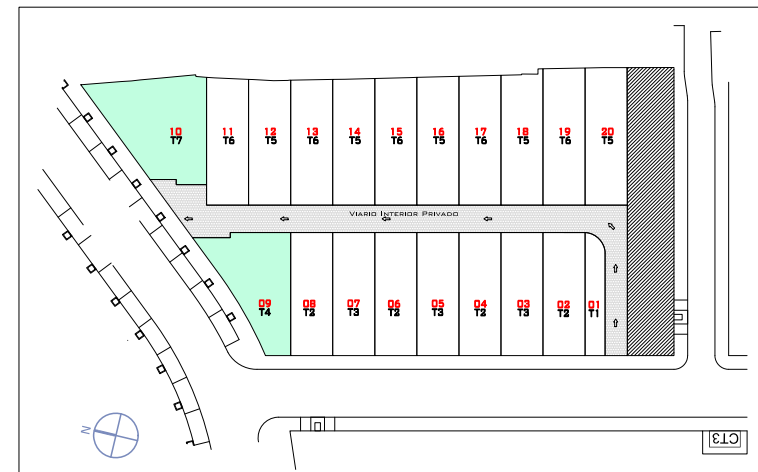 10 11 12 13 14 15 16 17 18 19 20
T7 T6 T5 T6 T5 T6 T5 T6 T5 T6 T5
Viario Interior Privado
09 08 07 06 05 04 03 02 01
T4 T2 T3 T2 T3 T2 T3 T2 T1
N
CT3